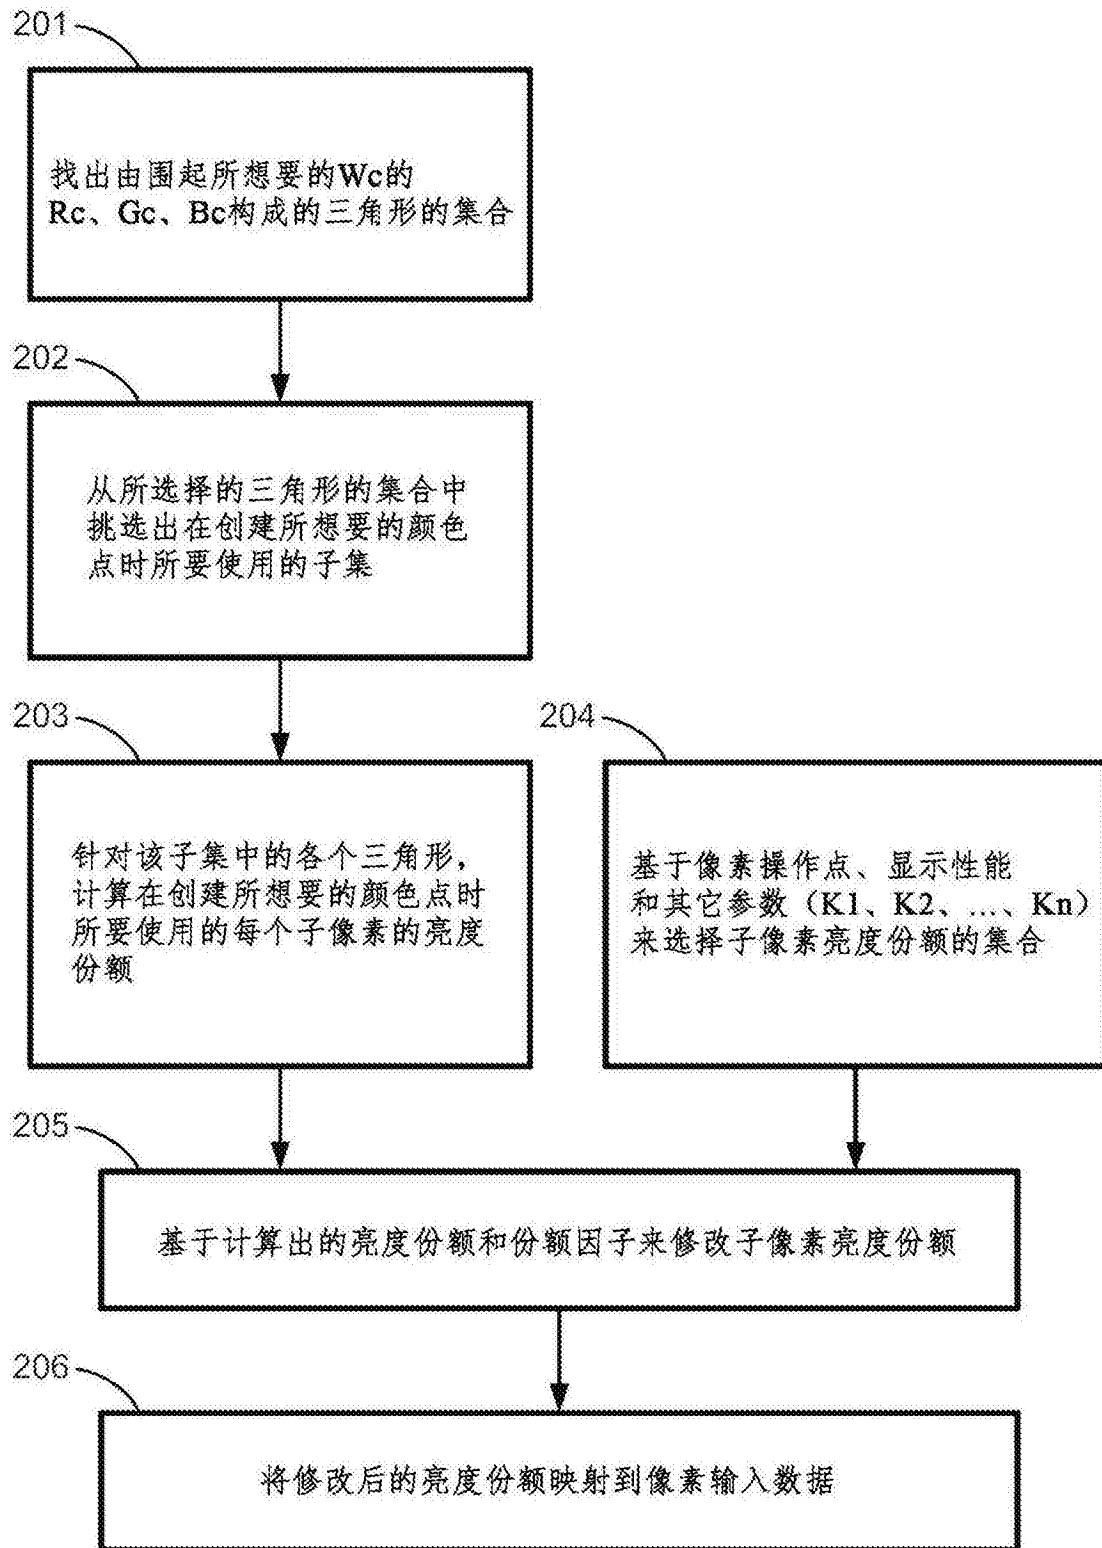 201
找出由围起所想要的Wc的
Rc、Gc、Bc构成的三角形的集合
202
从所选择的三角形的集合中
挑选出在创建所想要的颜色
点时所要使用的子集
203
针对该子集中的各个三角形，
计算在创建所想要的颜色点时
所要使用的每个子像素的亮度
份额
204
基于像素操作点、显示性能
和其它参数（K1、K2、…、Kn）
来选择子像素亮度份额的集合
205
基于计算出的亮度份额和份额因子来修改子像素亮度份额
206
将修改后的亮度份额映射到像素输入数据